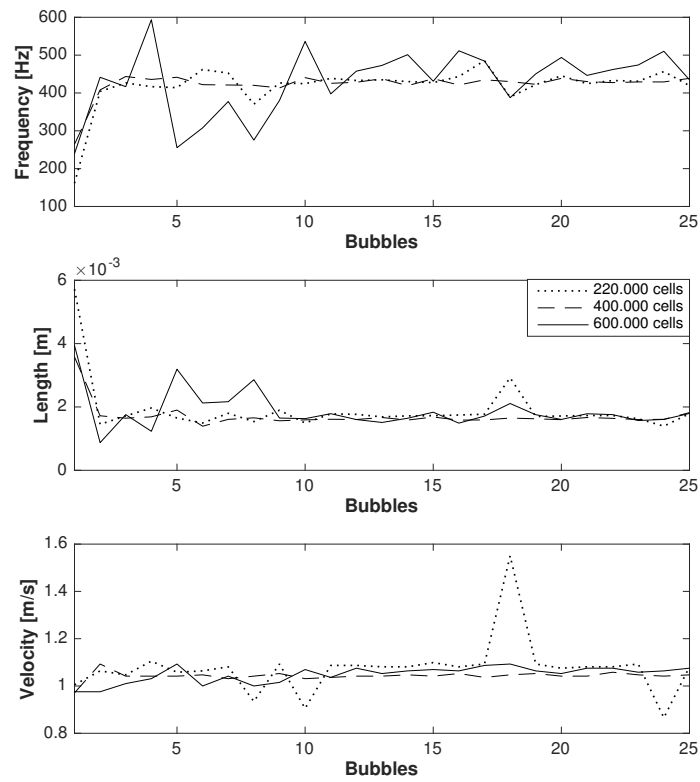 600
500
400
300
200
100
Frequency [Hz]
5 10 15 20 25
Bubbles
×10-3
6
4
2
0
Length [m]
220.000 cells
400.000 cells
600.000 cells
5 10 15 20 25
Bubbles
1.6
1.4
1.2
1
0.8
Velocity [m/s]
5 10 15 20 25
Bubbles